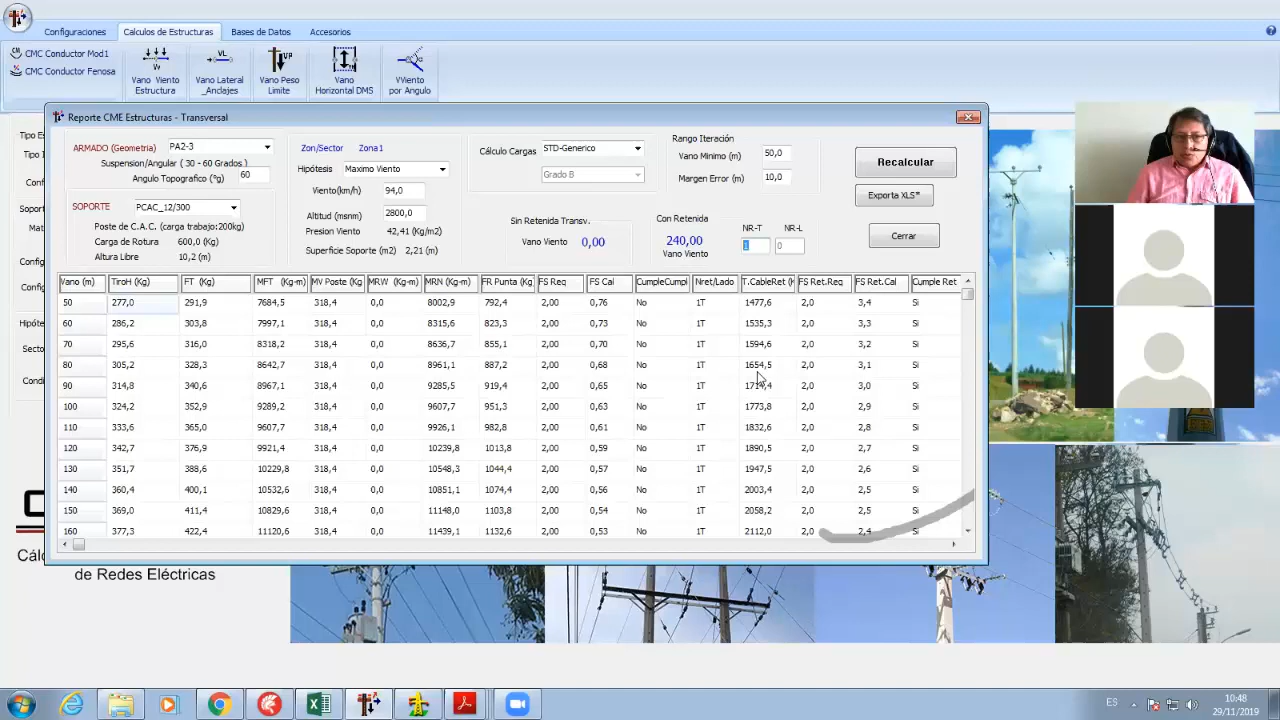 Configuraciones Calculos de Estructuras Bases de Datos Accesorios
CMC Conductor Mod1
CMC Conductor Fenosa
Vano Viento
Estructura
Vano Lateral
_Anclajes
Vano Peso
Limite
Vano
Horizontal DMS
VViento
por Angulo
Reporte CME Estructuras - Transversal
ARMADO (Geometria) PA2-3
Suspension/Angular ( 30 - 60 Grados )
Angulo Topografico (°g) 60
SOPORTE PCAC_12/300
Poste de C.A.C. (carga trabajo:200kg)
Carga de Rotura 600,0 (Kg)
Altura Libre 10,2 (m)
Zon/Sector Zona1
Hipótesis Maximo Viento
Viento(km/h) 94,0
Altitud (msnm) 2800,0
Presion Viento 42,41 (Kg/m2)
Superficie Soporte (m2) 2,21 (m)
Cálculo Cargas STD-Generico
Grado B
Sin Retenida Transv.
Vano Viento 0,00
Rango Iteración
Vano Minimo (m) 50,0
Margen Error (m) 10,0
Con Retenida
240,00
Vano Viento
NR-T NR-L
1 0
Recalcular
Exporta XLS*
Cerrar
Vano (m) TiroH (Kg) FT (Kg) MFT (Kg-m) MV Poste (Kg MRW (Kg-m) MRN (Kg-m) FR Punta (Kg FS Req FS Cal CumpleCumpl Nret/Lado T.CableRet (K FS Ret.Req FS Ret.Cal Cumple Ret
50 277,0 291,9 7684,5 318,4 0,0 8002,9 792,4 2,00 0,76 No 1T 1477,6 2,0 3,4 Si
60 286,2 303,8 7997,1 318,4 0,0 8315,6 823,3 2,00 0,73 No 1T 1535,3 2,0 3,3 Si
70 295,6 316,0 8318,2 318,4 0,0 8636,7 855,1 2,00 0,70 No 1T 1594,6 2,0 3,2 Si
80 305,2 328,3 8642,7 318,4 0,0 8961,1 887,2 2,00 0,68 No 1T 1654,5 2,0 3,1 Si
90 314,8 340,6 8967,1 318,4 0,0 9285,5 919,4 2,00 0,65 No 1T 1714,4 2,0 3,0 Si
100 324,2 352,9 9289,2 318,4 0,0 9607,7 951,3 2,00 0,63 No 1T 1773,8 2,0 2,9 Si
110 333,6 365,0 9607,7 318,4 0,0 9926,1 982,8 2,00 0,61 No 1T 1832,6 2,0 2,8 Si
120 342,7 376,9 9921,4 318,4 0,0 10239,8 1013,8 2,00 0,59 No 1T 1890,5 2,0 2,7 Si
130 351,7 388,6 10229,8 318,4 0,0 10548,3 1044,4 2,00 0,57 No 1T 1947,5 2,0 2,6 Si
140 360,4 400,1 10532,6 318,4 0,0 10851,1 1074,4 2,00 0,56 No 1T 2003,4 2,0 2,5 Si
150 369,0 411,4 10829,6 318,4 0,0 11148,0 1103,8 2,00 0,54 No 1T 2058,2 2,0 2,5 Si
160 377,3 422,4 11120,6 318,4 0,0 11439,1 1132,6 2,00 0,53 No 1T 2112,0 2,0 2,4 Si
de Redes Eléctricas
ES
10:48
29/11/2019